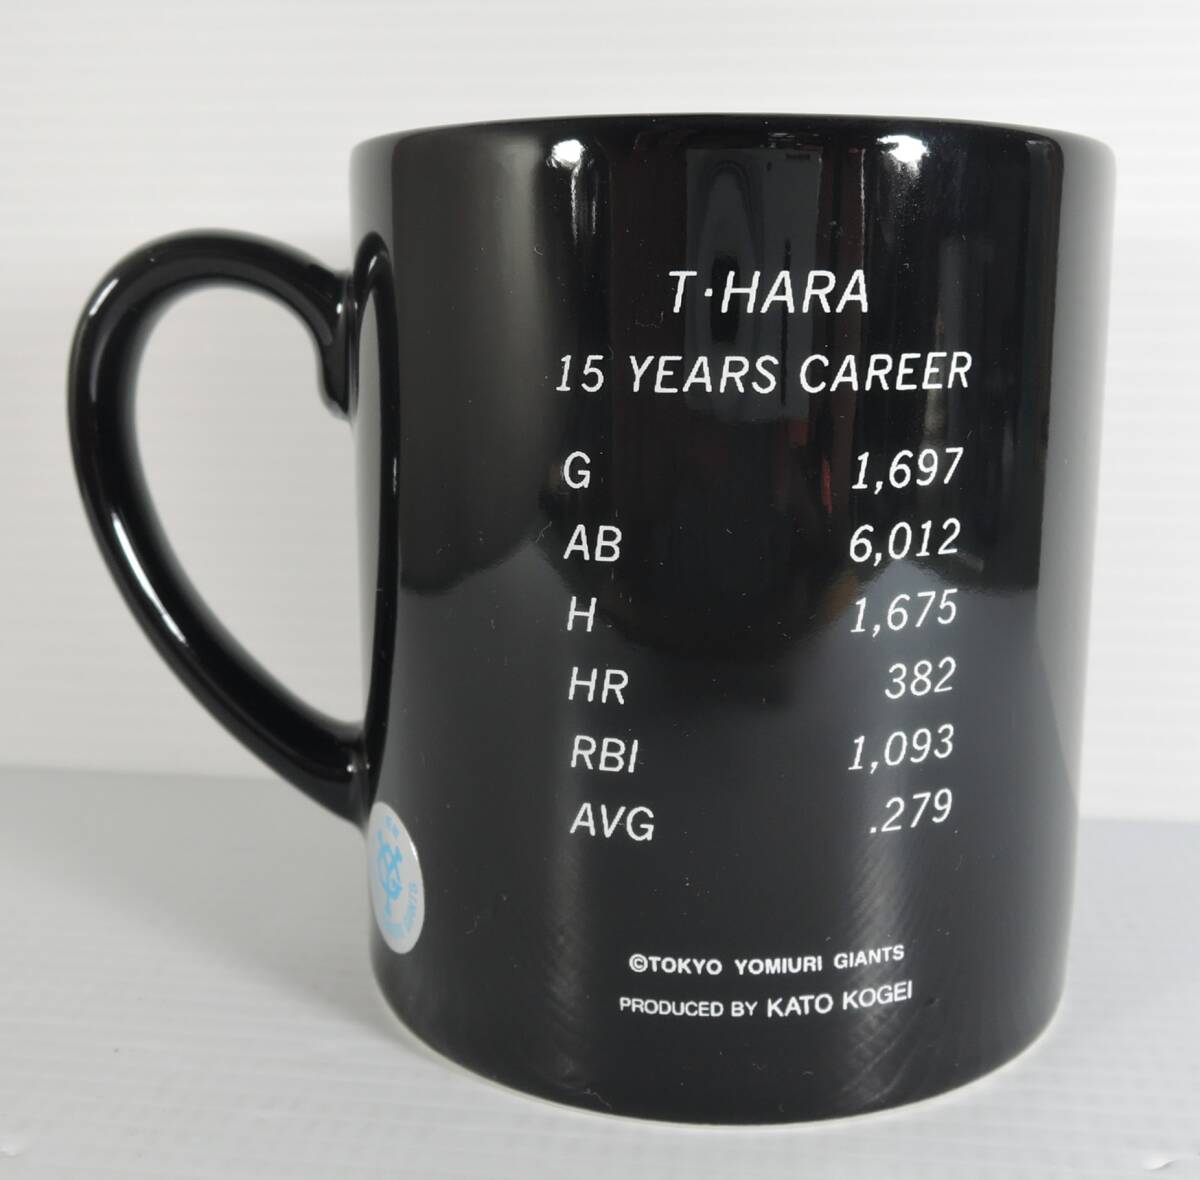 T·HARA
15 YEARS CAREER
G 1,697
AB 6,012
H 1,675
HR 382
RBI 1,093
AVG .279
©TOKYO YOMIURI GIANTS
PRODUCED BY KATO KOGEI